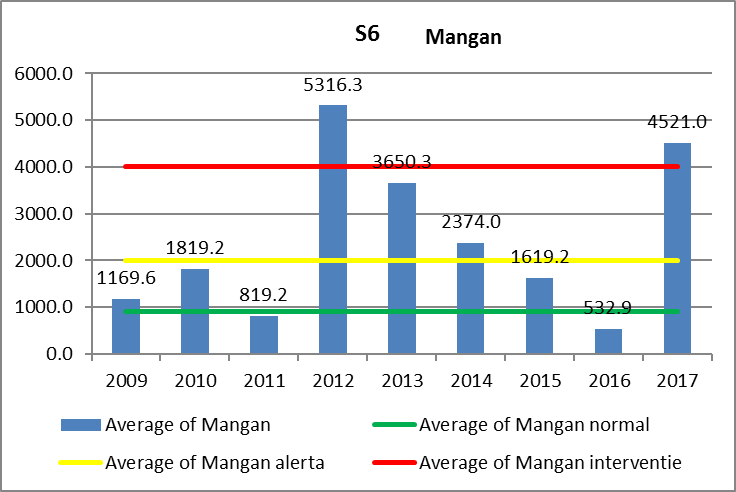 S6 Mangan
6000.0
5000.0
4000.0
3000.0
2000.0
1000.0
0.0
1169.6
1819.2
819.2
5316.3
3650.3
2374.0
1619.2
532.9
4521.0
2009 2010 2011 2012 2013 2014 2015 2016 2017
Average of Mangan
Average of Mangan normal
Average of Mangan alerta
Average of Mangan interventie